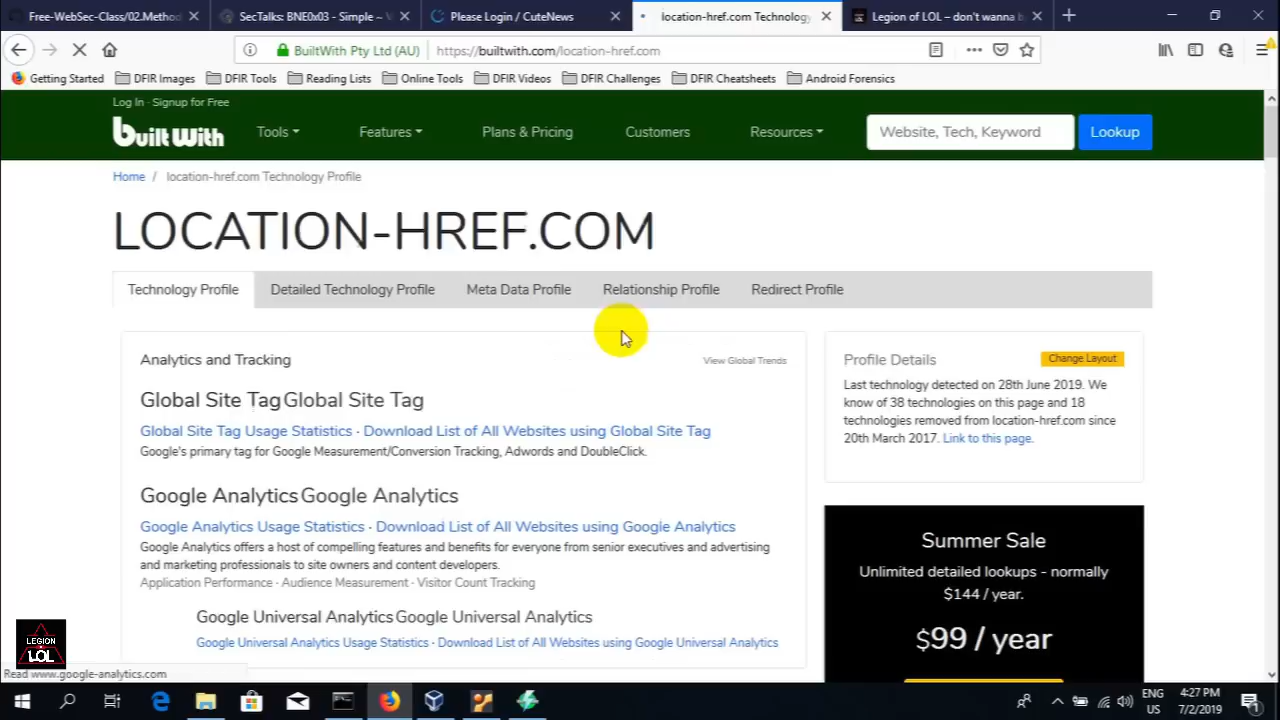 Free-WebSec-Class/02.Method
SecTalks: BNE0x03 - Simple ~
Please Login / CuteNews
location-href.com Technology
Legion of LOL – don't wanna b
BuiltWith Pty Ltd (AU)
https://builtwith.com/location-href.com
Getting Started
DFIR Images
DFIR Tools
Reading Lists
Online Tools
DFIR Videos
DFIR Challenges
DFIR Cheatsheets
Android Forensics
Log In · Signup for Free
Built With
Tools
Features
Plans & Pricing
Customers
Resources
Website, Tech, Keyword
Lookup
Home / location-href.com Technology Profile
LOCATION-HREF.COM
Technology Profile
Detailed Technology Profile
Meta Data Profile
Relationship Profile
Redirect Profile
Analytics and Tracking
View Global Trends
Global Site Tag Global Site Tag
Global Site Tag Usage Statistics · Download List of All Websites using Global Site Tag
Google's primary tag for Google Measurement/Conversion Tracking, Adwords and DoubleClick.
Google Analytics Google Analytics
Google Analytics Usage Statistics · Download List of All Websites using Google Analytics
Google Analytics offers a host of compelling features and benefits for everyone from senior executives and advertising
and marketing professionals to site owners and content developers.
Application Performance · Audience Measurement · Visitor Count Tracking
Google Universal Analytics Google Universal Analytics
Google Universal Analytics Usage Statistics · Download List of All Websites using Google Universal Analytics
Profile Details
Change Layout
Last technology detected on 28th June 2019. We
know of 38 technologies on this page and 18
technologies removed from location-href.com since
20th March 2017. Link to this page.
Summer Sale
Unlimited detailed lookups - normally
$144 / year.
$99 / year
LEGION
LOL
Read www.google-analytics.com
ENG
US
4:27 PM
7/2/2019
1